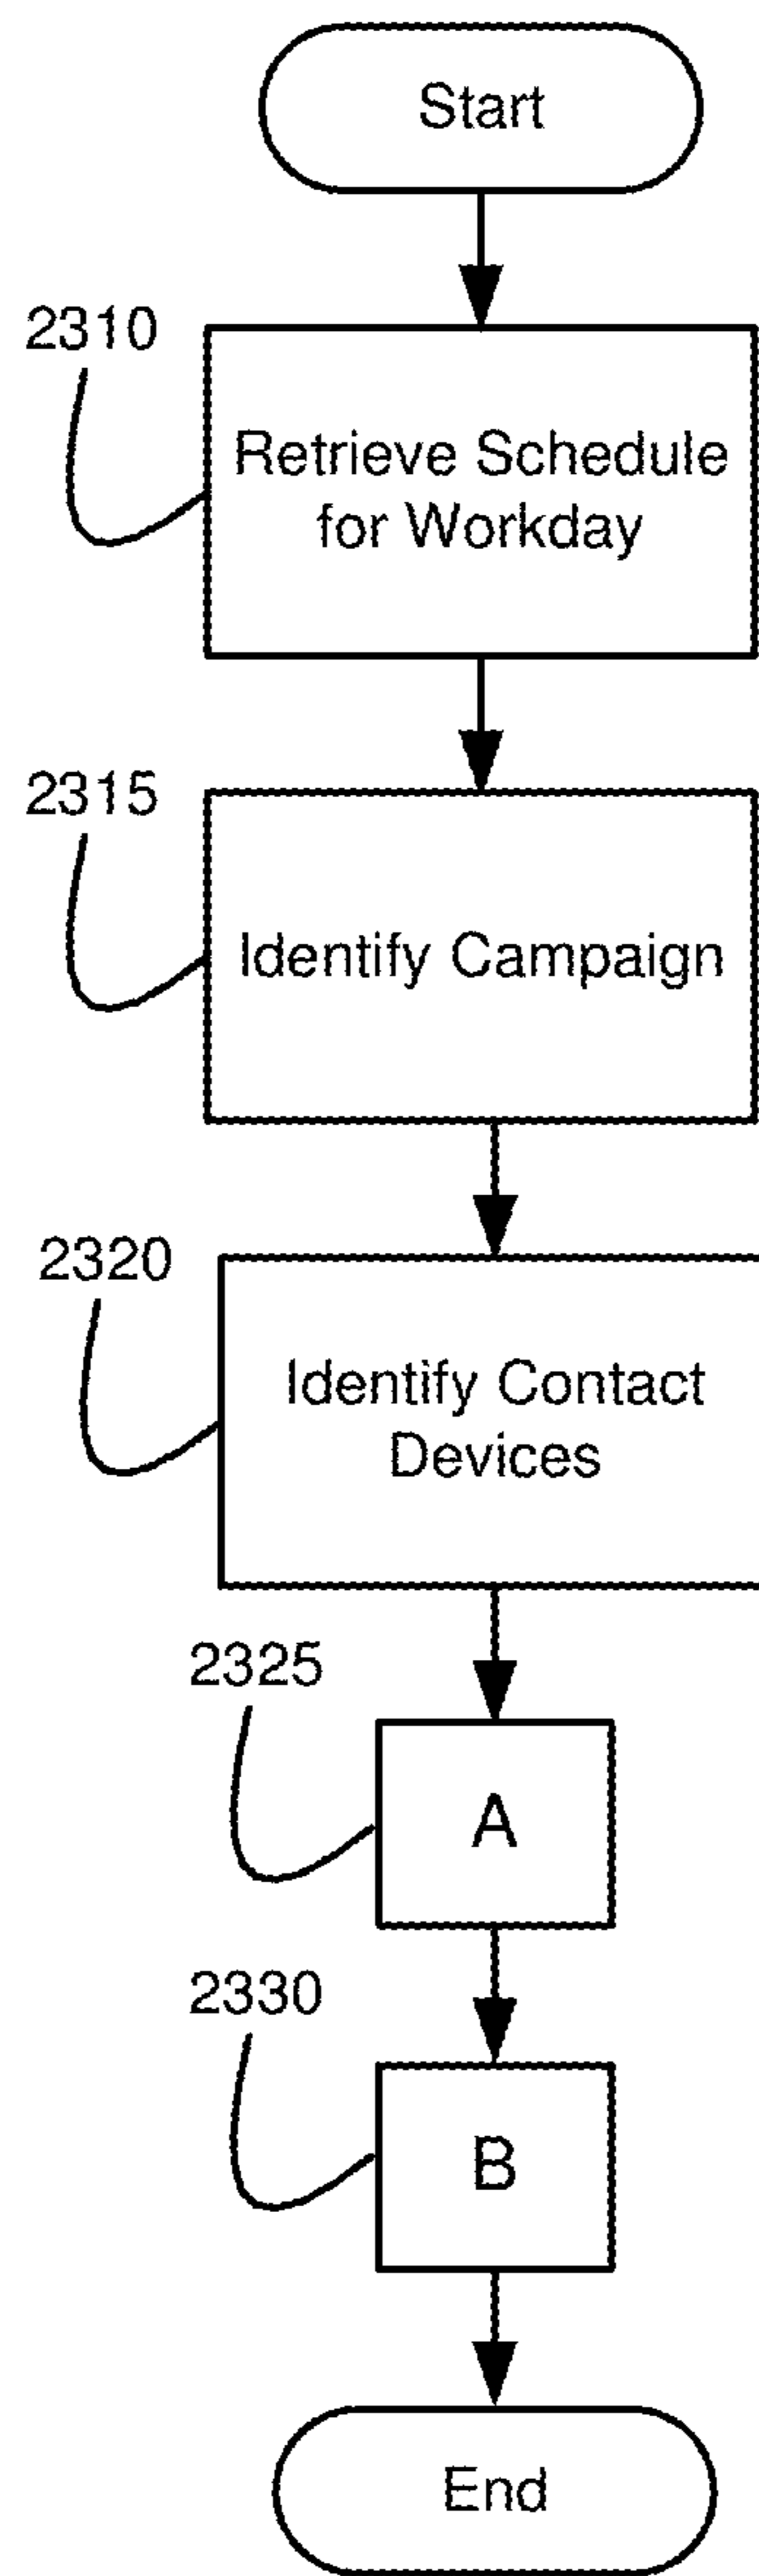 Start
2310
Retrieve Schedule
for Workday
2315
Identify Campaign
2320
Identify Contact
Devices
2325
A
2330
B
End